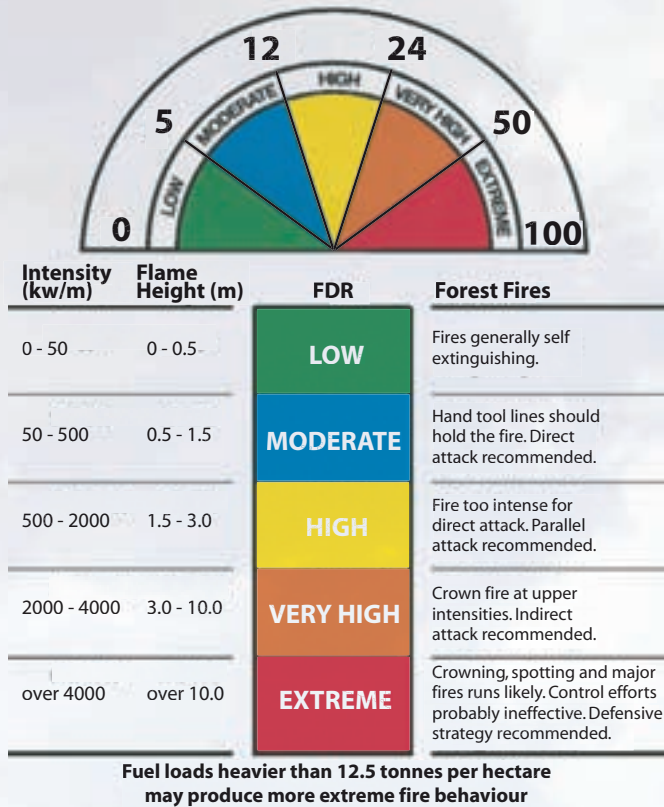 12
24
HIGH
MODERATE
VERY HIGH
5
50
LOW
EXTREME
0
100
Intensity
(kw/m)
Flame
Height (m)
FDR
Forest Fires
0 - 50
0 - 0.5
LOW
Fires generally self
extinguishing.
50 - 500
0.5 - 1.5
MODERATE
Hand tool lines should
hold the fire. Direct
attack recommended.
500 - 2000
1.5 - 3.0
HIGH
Fire too intense for
direct attack. Parallel
attack recommended.
2000 - 4000
3.0 - 10.0
VERY HIGH
Crown fire at upper
intensities. Indirect
attack recommended.
over 4000
over 10.0
EXTREME
Crowning, spotting and major
fires runs likely. Control efforts
probably ineffective. Defensive
strategy recommended.
Fuel loads heavier than 12.5 tonnes per hectare
may produce more extreme fire behaviour